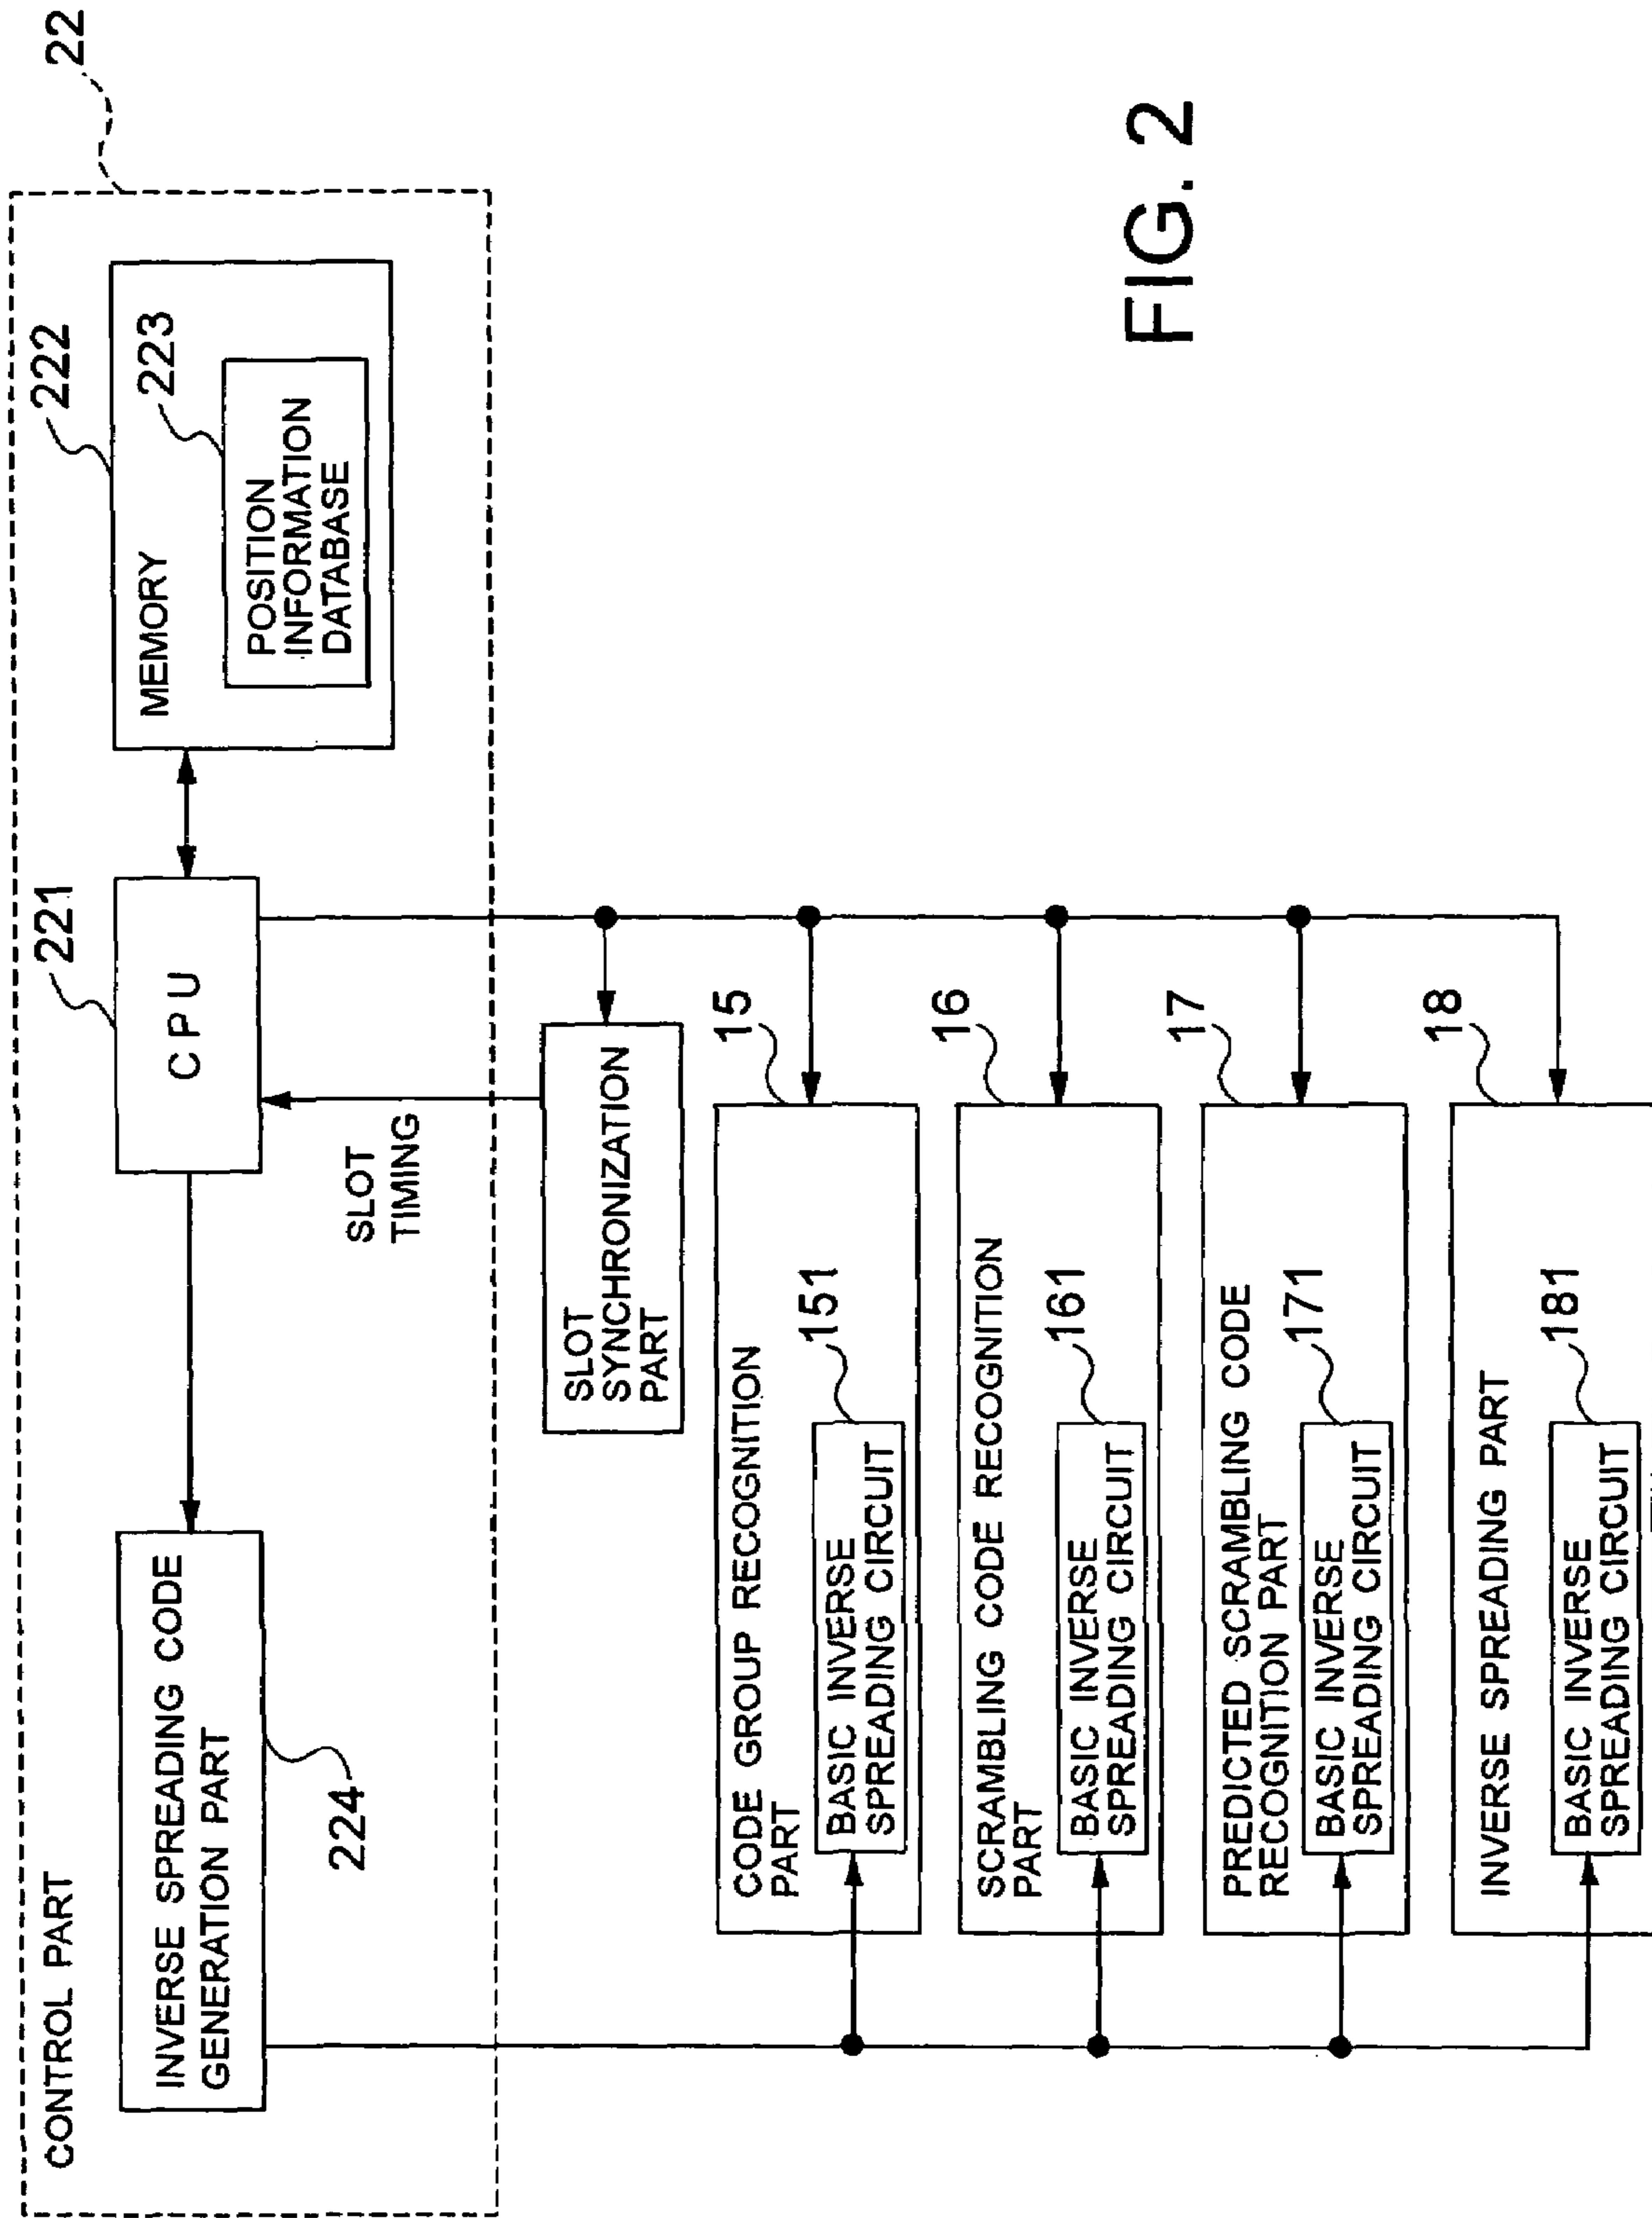 CONTROL PART
22
INVERSE SPREADING CODE
GENERATION PART
224
C P U
221
MEMORY
222
POSITION
INFORMATION
DATABASE
223
SLOT
TIMING
SLOT
SYNCHRONIZATION
PART
CODE GROUP RECOGNITION
PART
15
BASIC INVERSE
SPREADING CIRCUIT
151
SCRAMBLING CODE RECOGNITION
PART
16
BASIC INVERSE
SPREADING CIRCUIT
161
PREDICTED SCRAMBLING CODE
RECOGNITION PART
17
BASIC INVERSE
SPREADING CIRCUIT
171
INVERSE SPREADING PART
18
BASIC INVERSE
SPREADING CIRCUIT
181
FIG. 2